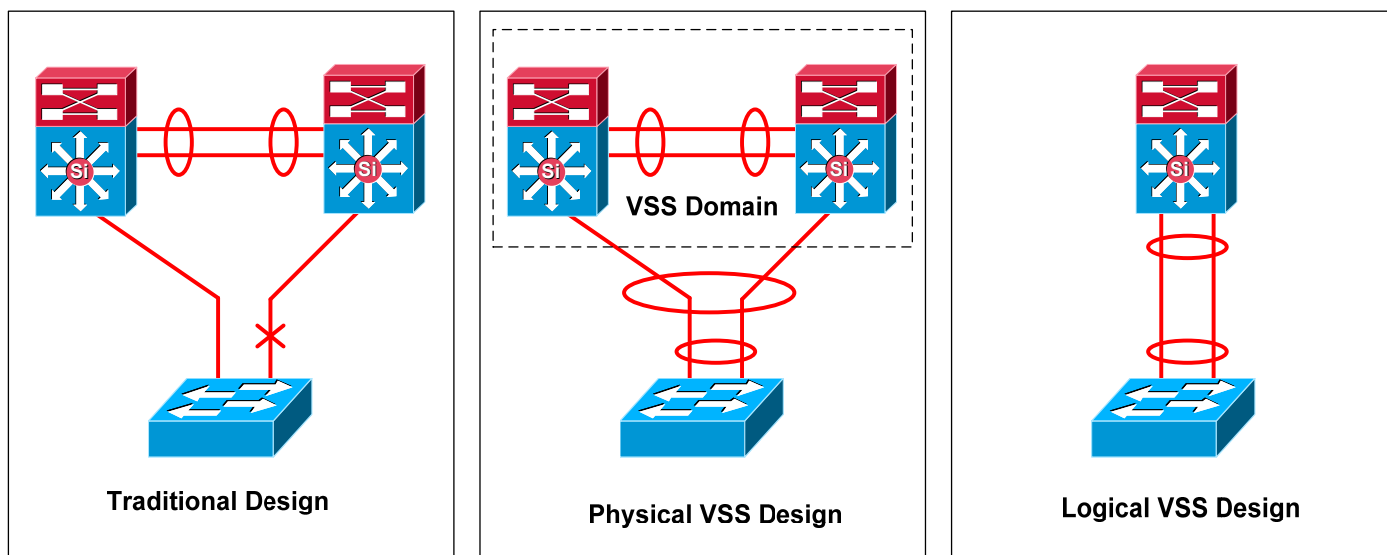 Si
Si
Traditional Design
Si
Si
VSS Domain
Physical VSS Design
Si
Logical VSS Design